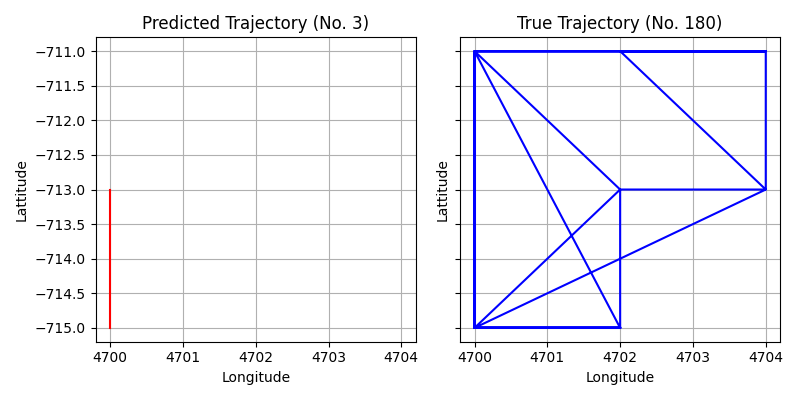 Predicted Trajectory (No. 3)
True Trajectory (No. 180)
−711.0
−711.5
−712.0
−712.5
−713.0
−713.5
−714.0
−714.5
−715.0
Lattitude
Lattitude
4700 4701 4702 4703 4704
4700 4701 4702 4703 4704
Longitude
Longitude